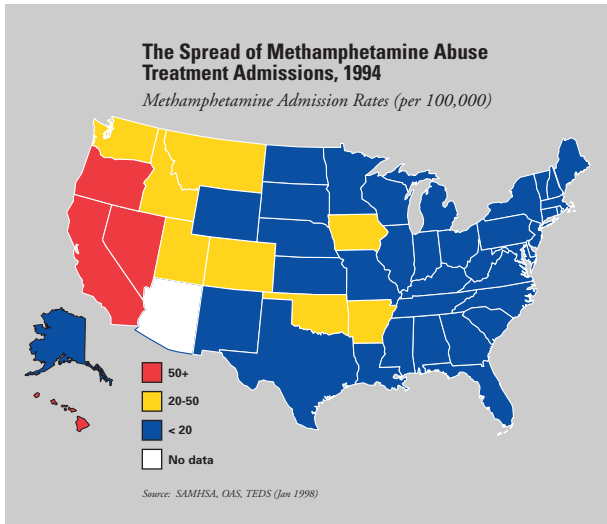 The Spread of Methamphetamine Abuse
Treatment Admissions, 1994
Methamphetamine Admission Rates (per 100,000)
50+
20-50
< 20
No data
Source: SAMHSA, OAS, TEDS (Jan 1998)